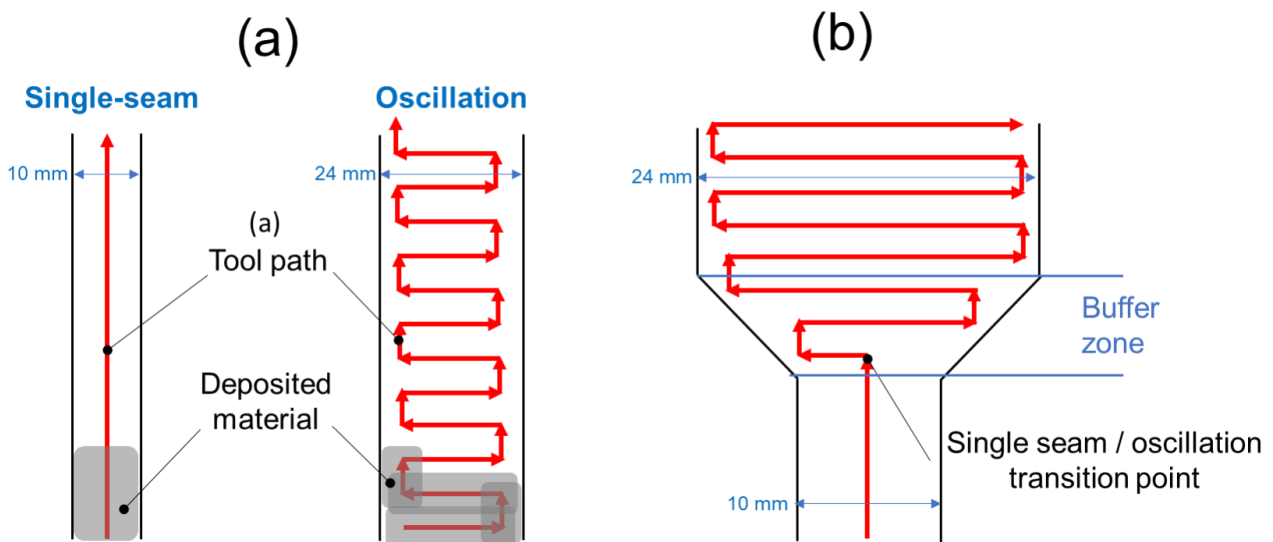 (a)
(b)
Single-seam
Oscillation
10 mm
24 mm
24 mm
(a)
Tool path
Buffer
zone
Deposited
material
Single seam / oscillation
transition point
10 mm